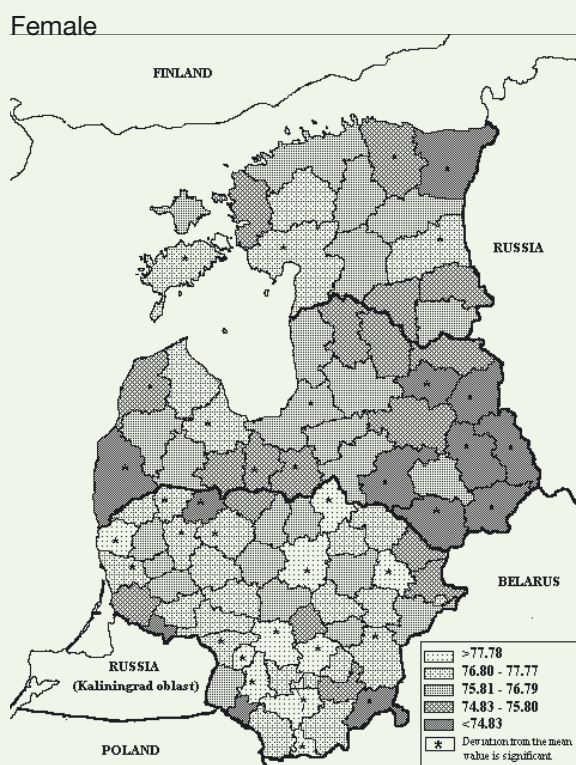 Female
FINLAND
RUSSIA
BELARUS
RUSSIA
(Kaliningrad oblast)
POLAND
>77.78
76.80 - 77.77
75.81 - 76.79
74.83 - 75.80
<74.83
* Deviation from the mean
value is significant.